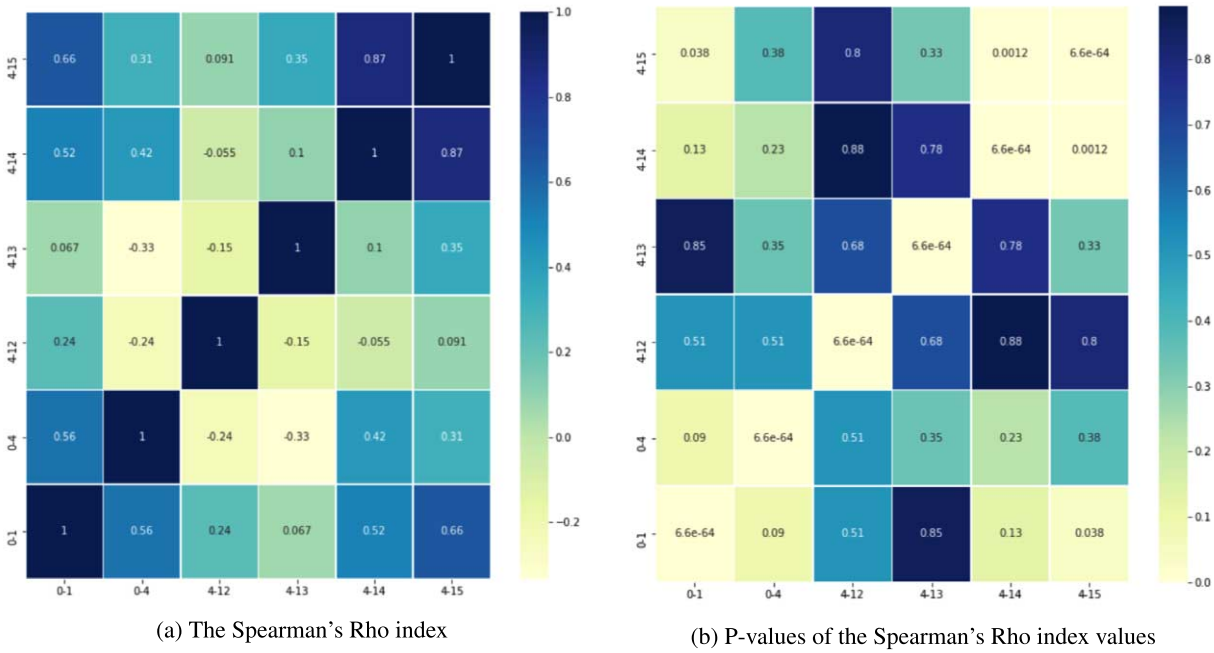 4-15 0.66 0.31 0.091 0.35 0.87 1
4-14 0.52 0.42 -0.055 0.1 1 0.87
4-13 0.067 -0.33 -0.15 1 0.1 0.35
4-12 0.24 -0.24 1 -0.15 -0.055 0.091
0-4 0.56 1 -0.24 -0.33 0.42 0.31
0-1 1 0.56 0.24 0.067 0.52 0.66
0-1 0-4 4-12 4-13 4-14 4-15
1.0
0.8
0.6
0.4
0.2
0.0
−0.2
(a) The Spearman's Rho index
4-15 0.038 0.38 0.8 0.33 0.0012 6.6e-64
4-14 0.13 0.23 0.88 0.78 6.6e-64 0.0012
4-13 0.85 0.35 0.68 6.6e-64 0.78 0.33
4-12 0.51 0.51 6.6e-64 0.68 0.88 0.8
0-4 0.09 6.6e-64 0.51 0.35 0.23 0.38
0-1 6.6e-64 0.09 0.51 0.85 0.13 0.038
0-1 0-4 4-12 4-13 4-14 4-15
0.8
0.7
0.6
0.5
0.4
0.3
0.2
0.1
0.0
(b) P-values of the Spearman's Rho index values